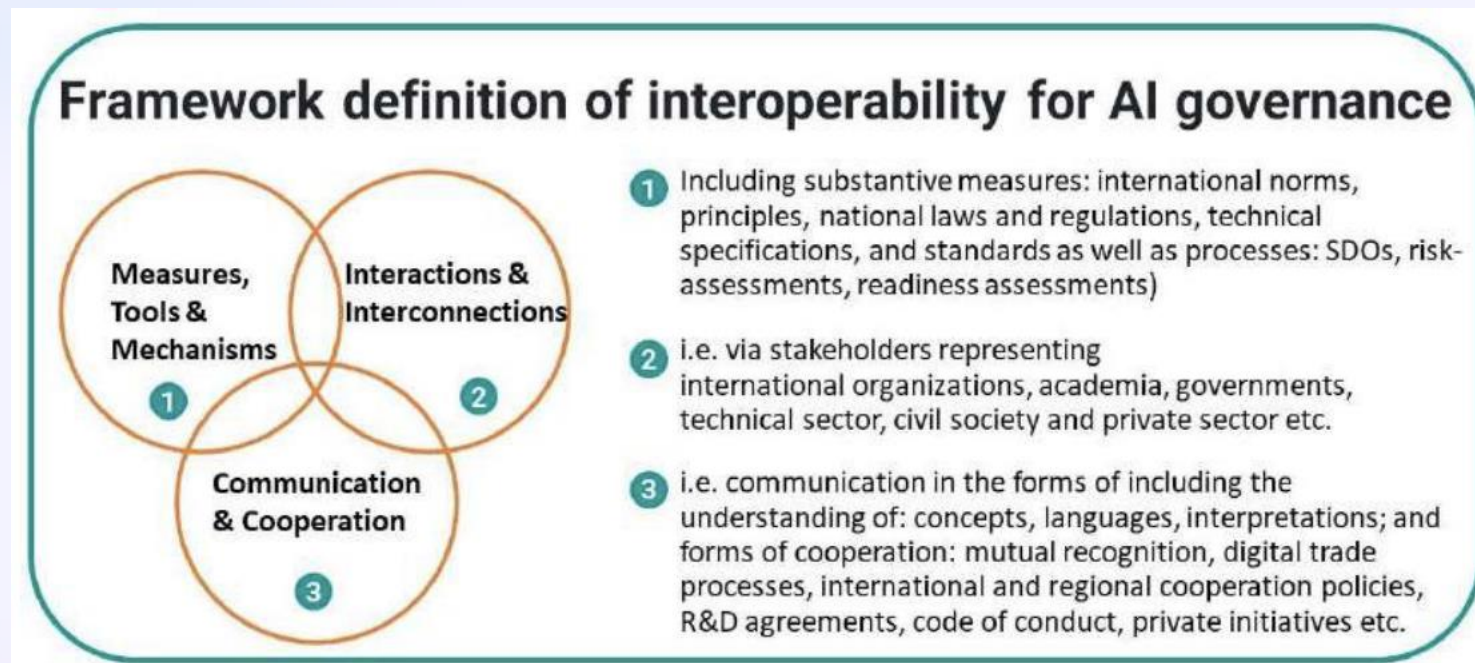 Framework definition of interoperability for AI governance
Measures,
Tools &
Mechanisms
1
Interactions &
Interconnections
2
Communication
& Cooperation
3
1 Including substantive measures: international norms,
principles, national laws and regulations, technical
specifications, and standards as well as processes: SDOs, risk-
assessments, readiness assessments)
2 i.e. via stakeholders representing
international organizations, academia, governments,
technical sector, civil society and private sector etc.
3 i.e. communication in the forms of including the
understanding of: concepts, languages, interpretations; and
forms of cooperation: mutual recognition, digital trade
processes, international and regional cooperation policies,
R&D agreements, code of conduct, private initiatives etc.